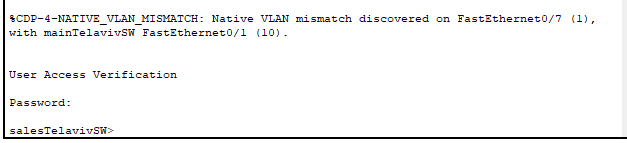 %CDP-4-NATIVE_VLAN_MISMATCH: Native VLAN mismatch discovered on FastEthernet0/7 (1),
with mainTelavivSW FastEthernet0/1 (10).
User Access Verification
Password:
salesTelavivSW>